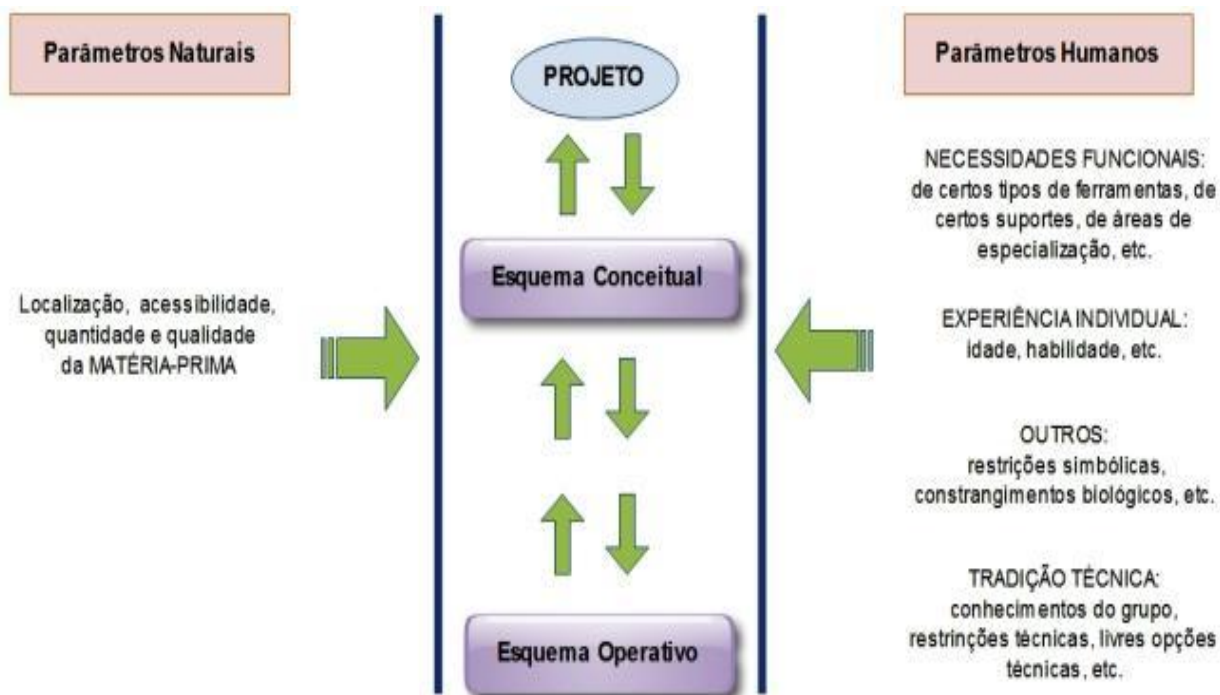 Parâmetros Naturais
Localização, acessibilidade,
quantidade e qualidade
da MATÉRIA-PRIMA
PROJETO
Esquema Conceitual
Esquema Operativo
Parâmetros Humanos
NECESSIDADES FUNCIONAIS:
de certos tipos de ferramentas, de
certos suportes, de áreas de
especialização, etc.
EXPERIÊNCIA INDIVIDUAL:
idade, habilidade, etc.
OUTROS:
restrições simbólicas,
constrangimentos biológicos, etc.
TRADIÇÃO TÉCNICA:
conhecimentos do grupo,
restrinções técnicas, livres opções
técnicas, etc.